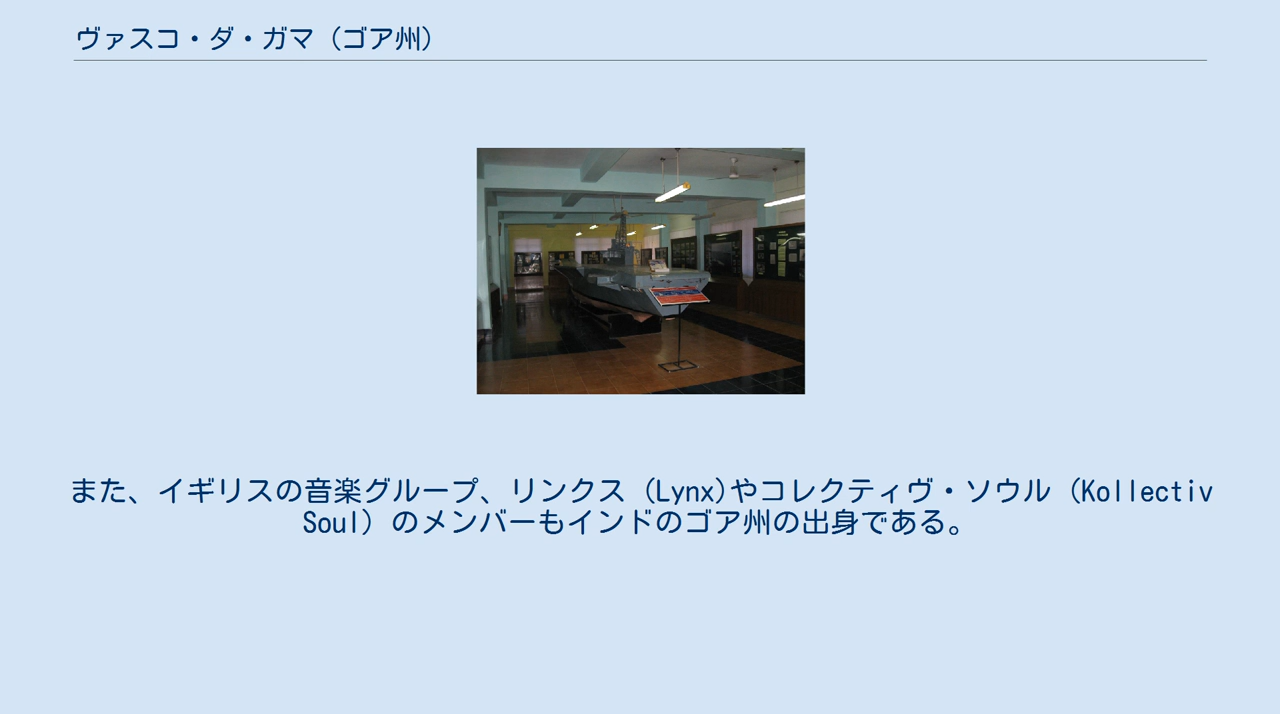 ヴァスコ・ダ・ガマ (ゴア州)
また、イギリスの音楽グループ、リンクス (Lynx)やコレクティヴ・ソウル (Kollectiv
Soul) のメンバーもインドのゴア州の出身である。